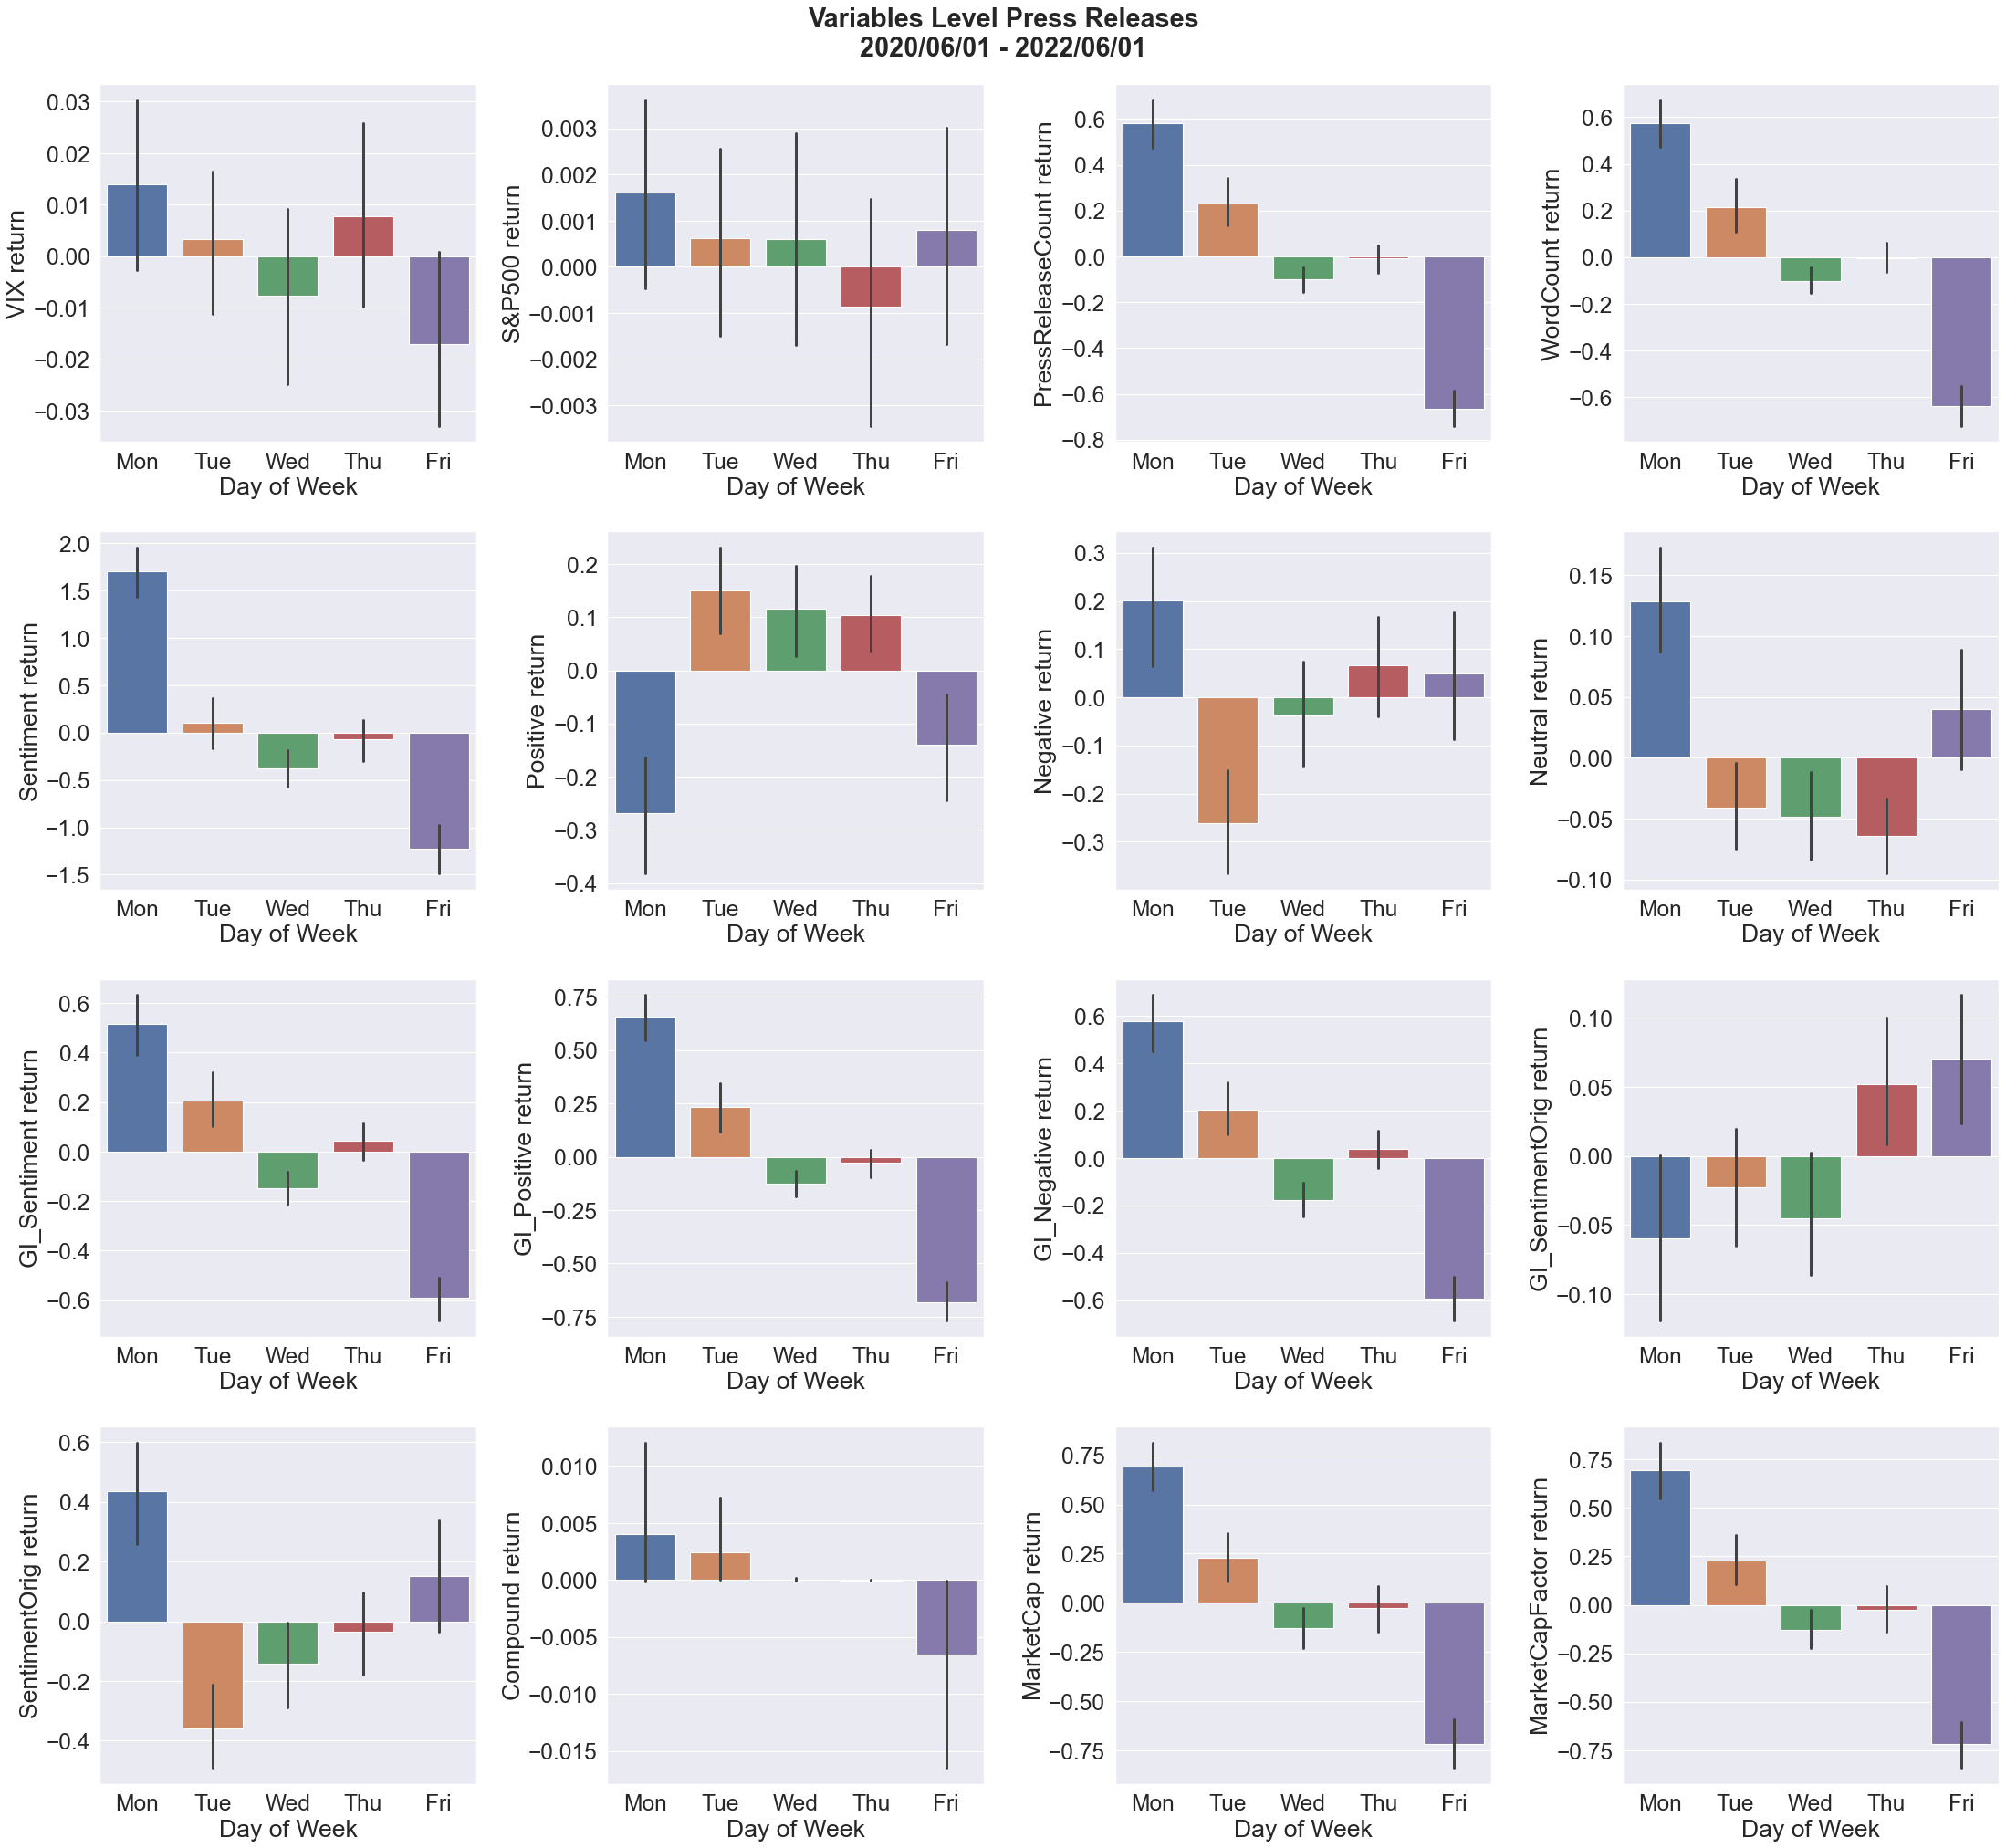 Variables Level Press Releases
2020/06/01 - 2022/06/01
VIX return
0.03
0.02
0.01
0.00
−0.01
−0.02
−0.03
Mon Tue Wed Thu Fri
Day of Week
S&P500 return
0.003
0.002
0.001
0.000
−0.001
−0.002
−0.003
Mon Tue Wed Thu Fri
Day of Week
PressReleaseCount return
0.6
0.4
0.2
0.0
−0.2
−0.4
−0.6
−0.8
Mon Tue Wed Thu Fri
Day of Week
WordCount return
0.6
0.4
0.2
0.0
−0.2
−0.4
−0.6
Mon Tue Wed Thu Fri
Day of Week
Sentiment return
2.0
1.5
1.0
0.5
0.0
−0.5
−1.0
−1.5
Mon Tue Wed Thu Fri
Day of Week
Positive return
0.2
0.1
0.0
−0.1
−0.2
−0.3
−0.4
Mon Tue Wed Thu Fri
Day of Week
Negative return
0.3
0.2
0.1
0.0
−0.1
−0.2
−0.3
Mon Tue Wed Thu Fri
Day of Week
Neutral return
0.15
0.10
0.05
0.00
−0.05
−0.10
Mon Tue Wed Thu Fri
Day of Week
GI_Sentiment return
0.6
0.4
0.2
0.0
−0.2
−0.4
−0.6
Mon Tue Wed Thu Fri
Day of Week
GI_Positive return
0.75
0.50
0.25
0.00
−0.25
−0.50
−0.75
Mon Tue Wed Thu Fri
Day of Week
GI_Negative return
0.6
0.4
0.2
0.0
−0.2
−0.4
−0.6
Mon Tue Wed Thu Fri
Day of Week
GI_SentimentOrig return
0.10
0.05
0.00
−0.05
−0.10
Mon Tue Wed Thu Fri
Day of Week
SentimentOrig return
0.6
0.4
0.2
0.0
−0.2
−0.4
Mon Tue Wed Thu Fri
Day of Week
Compound return
0.010
0.005
0.000
−0.005
−0.010
−0.015
Mon Tue Wed Thu Fri
Day of Week
MarketCap return
0.75
0.50
0.25
0.00
−0.25
−0.50
−0.75
Mon Tue Wed Thu Fri
Day of Week
MarketCapFactor return
0.75
0.50
0.25
0.00
−0.25
−0.50
−0.75
Mon Tue Wed Thu Fri
Day of Week